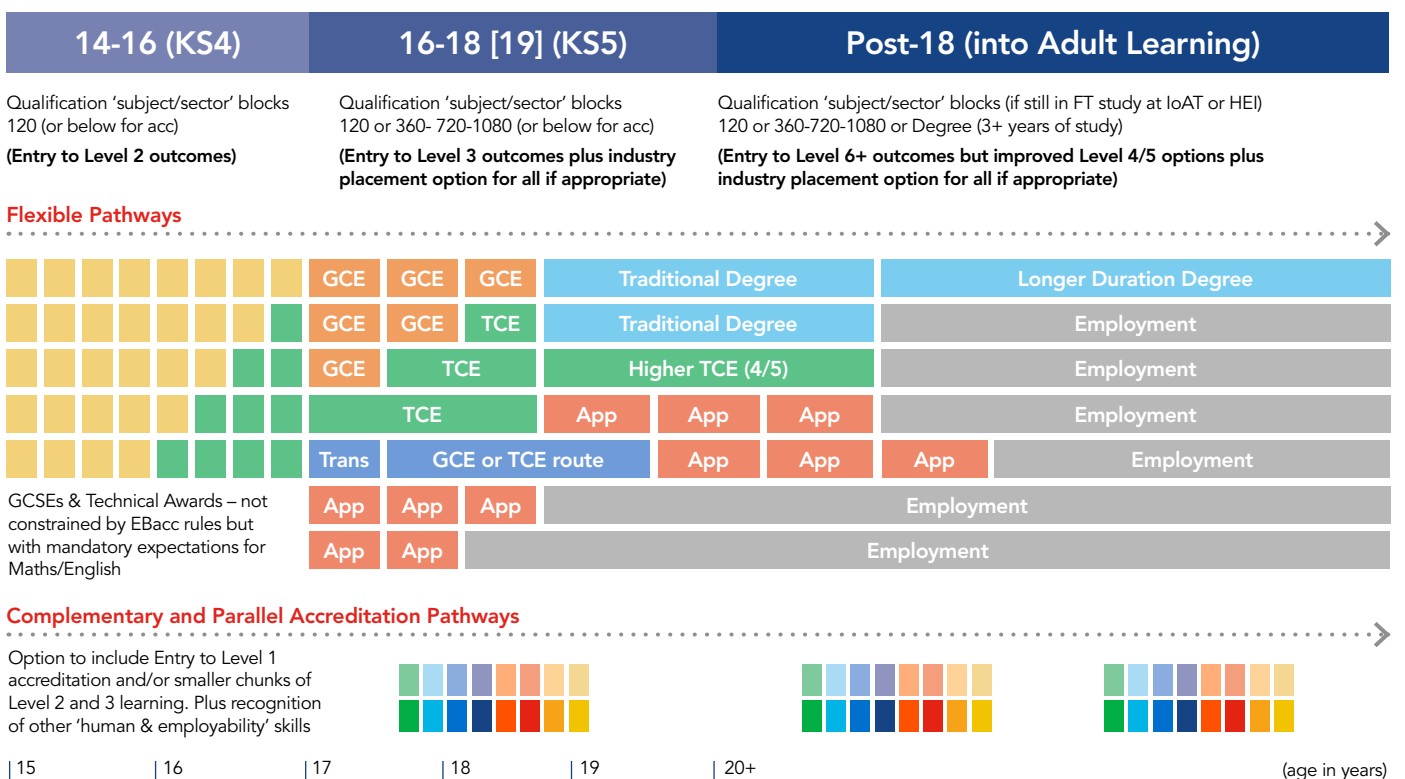 14-16 (KS4)
16-18 [19] (KS5)
Post-18 (into Adult Learning)
Qualification ‘subject/sector’ blocks
120 (or below for acc)
(Entry to Level 2 outcomes)
Qualification ‘subject/sector’ blocks
120 or 360- 720-1080 (or below for acc)
(Entry to Level 3 outcomes plus industry
placement option for all if appropriate)
Qualification ‘subject/sector’ blocks (if still in FT study at IoAT or HEI)
120 or 360-720-1080 or Degree (3+ years of study)
(Entry to Level 6+ outcomes but improved Level 4/5 options plus
industry placement option for all if appropriate)
Flexible Pathways
GCE GCE GCE Traditional Degree Longer Duration Degree
GCE GCE TCE Traditional Degree Employment
GCE TCE Higher TCE (4/5) Employment
TCE App App App Employment
Trans GCE or TCE route App App App Employment
App App App Employment
App App Employment
GCSEs & Technical Awards – not
constrained by EBacc rules but
with mandatory expectations for
Maths/English
Complementary and Parallel Accreditation Pathways
Option to include Entry to Level 1
accreditation and/or smaller chunks of
Level 2 and 3 learning. Plus recognition
of other ‘human & employability’ skills
| 15 | 16 | 17 | 18 | 19 | 20+ (age in years)